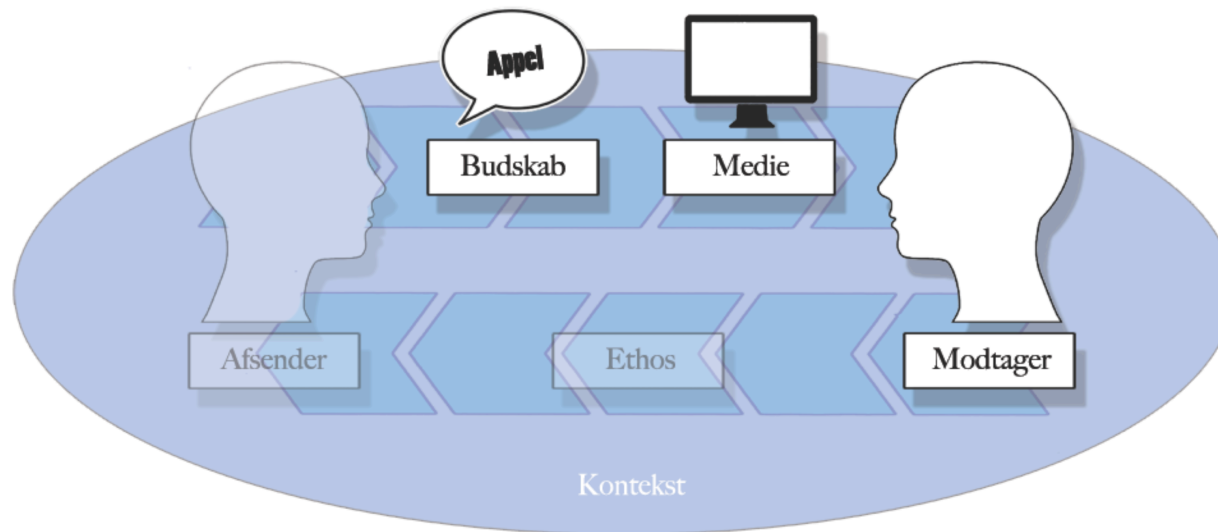 Appel
Budskab
Medie
Afsender
Ethos
Modtager
Kontekst